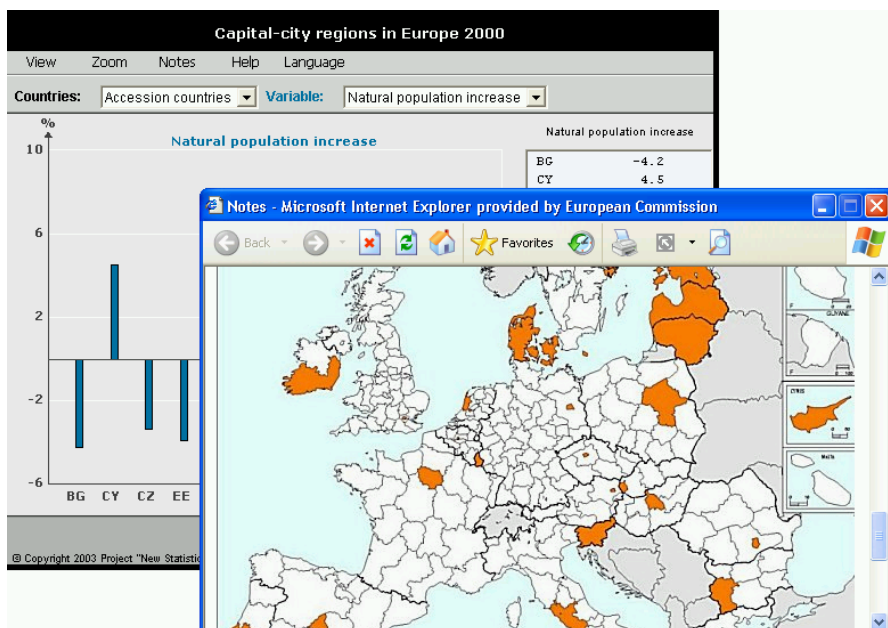 Capital-city regions in Europe 2000
View Zoom Notes Help Language
Countries: Accession countries Variable: Natural population increase
%
Natural population increase
Natural population increase
10
6
2
-2
-6
BG -4.2
CY 4.5
BG CY CZ EE
© Copyright 2003 Project "New Statistic
Notes - Microsoft Internet Explorer provided by European Commission
Back Favorites
GUYANE